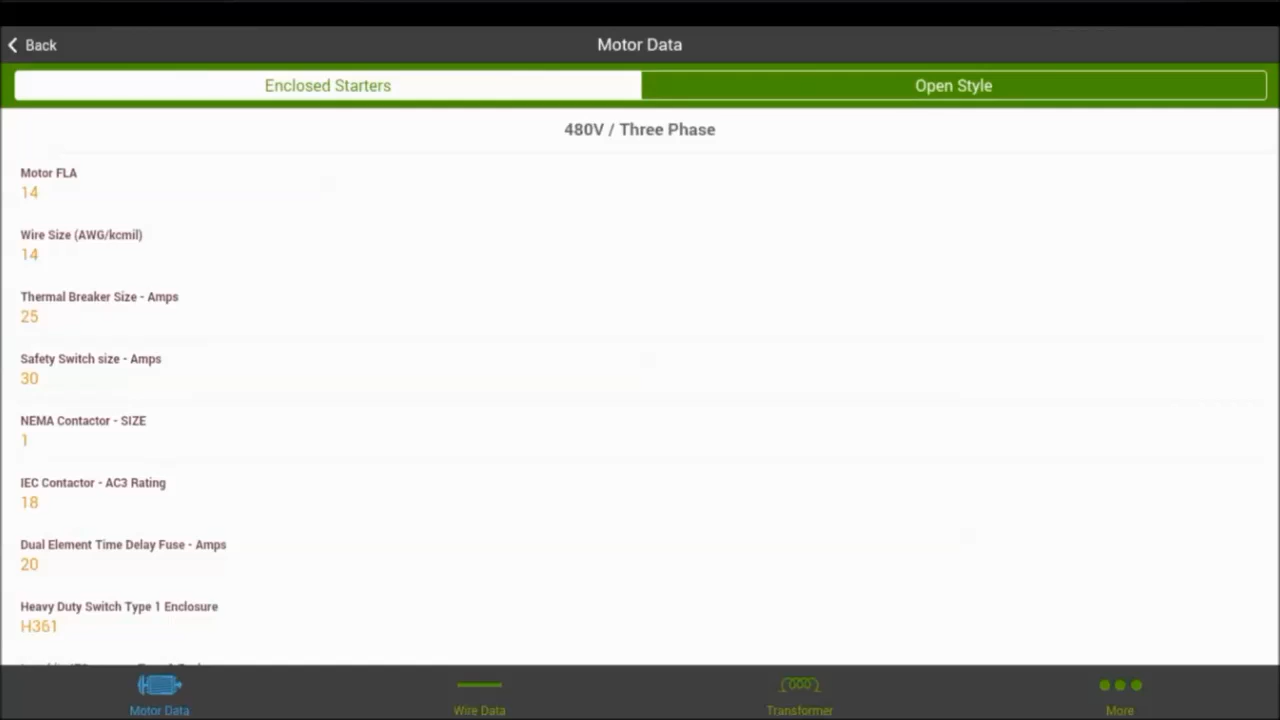 Back
Motor Data
Enclosed Starters
Open Style
480V / Three Phase
Motor FLA
14
Wire Size (AWG/kcmil)
14
Thermal Breaker Size - Amps
25
Safety Switch size - Amps
30
NEMA Contactor - SIZE
1
IEC Contactor - AC3 Rating
18
Dual Element Time Delay Fuse - Amps
20
Heavy Duty Switch Type 1 Enclosure
H361
Motor Data
Wire Data
Transformer
More